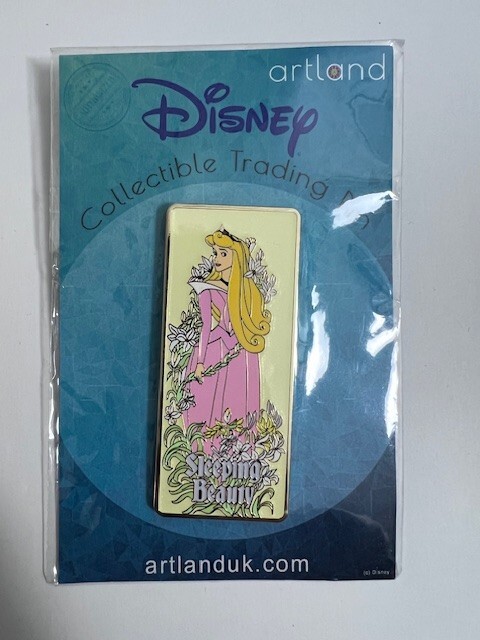 artland
Disney
Collectible Trading
Sleeping
Beauty
artlanduk.com
(c) Disney